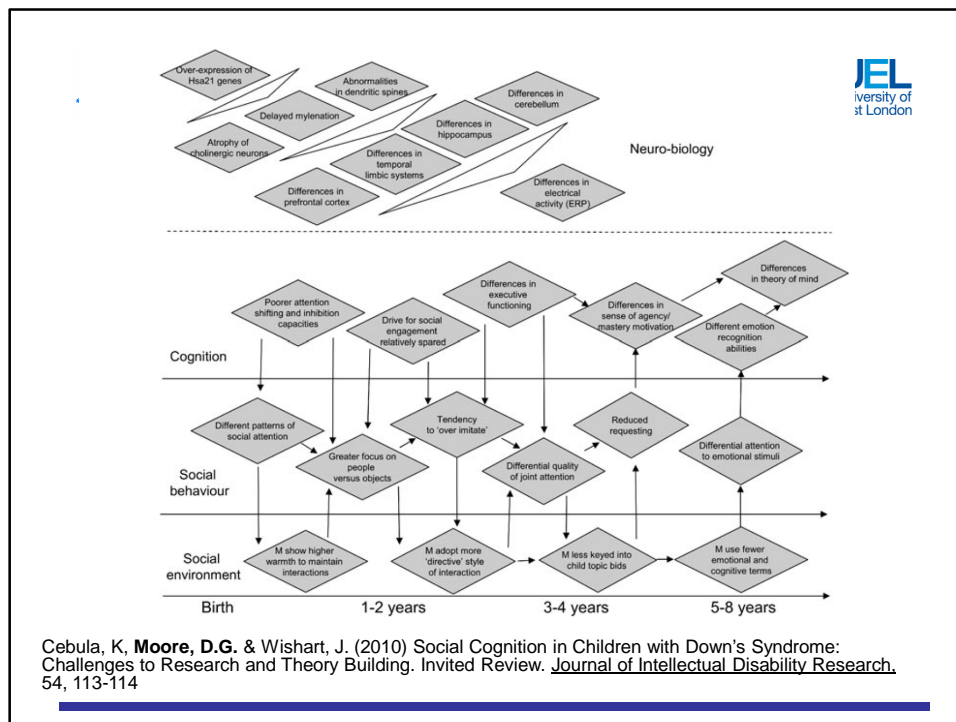 Over-expression of
Hsa21 genes
Abnormalities
in dendritic spines
Differences in
cerebellum
Delayed mylenation
Differences in
hippocampus
Atrophy of
cholinergic neurons
Differences in
temporal
limbic systems
Differences in
prefrontal cortex
Differences in
electrical
activity (ERP)
Neuro-biology
UEL
iversity of
st London
Poorer attention
shifting and inhibition
capacities
Drive for social
engagement
relatively spared
Differences in
executive
functioning
Differences in
sense of agency/
mastery motivation
Differences
in theory of mind
Different emotion
recognition
abilities
Cognition
Different patterns of
social attention
Greater focus on
people
versus objects
Tendency
to ‘over imitate’
Differential quality
of joint attention
Reduced
requesting
Differential attention
to emotional stimuli
Social
behaviour
M show higher
warmth to maintain
interactions
M adopt more
‘directive’ style
of interaction
M less keyed into
child topic bids
M use fewer
emotional and
cognitive terms
Social
environment
Birth
1-2 years
3-4 years
5-8 years
Cebula, K, Moore, D.G. & Wishart, J. (2010) Social Cognition in Children with Down’s Syndrome:
Challenges to Research and Theory Building. Invited Review. Journal of Intellectual Disability Research,
54, 113-114